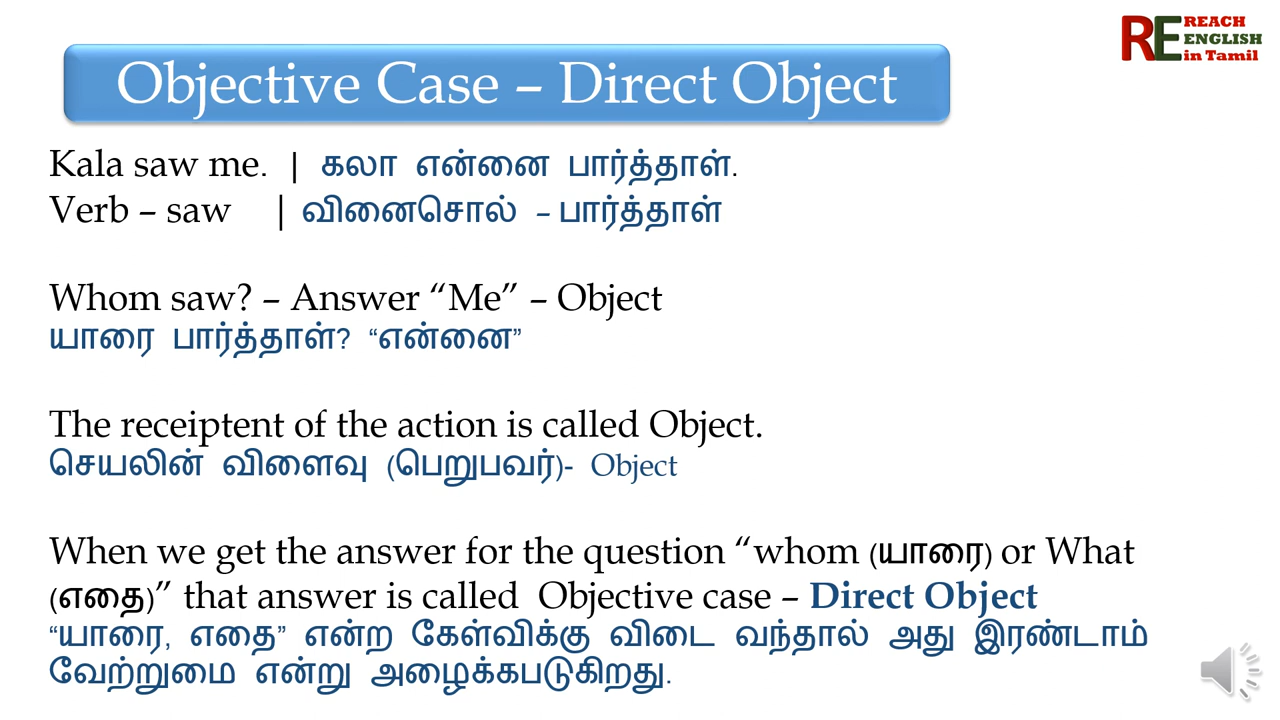 REACH
ENGLISH
in Tamil
RE
Objective Case – Direct Object
Kala saw me. | கலா என்னை பார்த்தாள்.
Verb – saw | வினைசொல் – பார்த்தாள்
Whom saw? – Answer “Me” – Object
யாரை பார்த்தாள்? “என்னை”
The receiptent of the action is called Object.
செயலின் விளைவு (பெறுபவர்)- Object
When we get the answer for the question “whom (யாரை) or What
(எதை)” that answer is called Objective case – Direct Object
“யாரை, எதை” என்ற கேள்விக்கு விடை வந்தால் அது இரண்டாம்
வேற்றுமை என்று அழைக்கபடுகிறது.